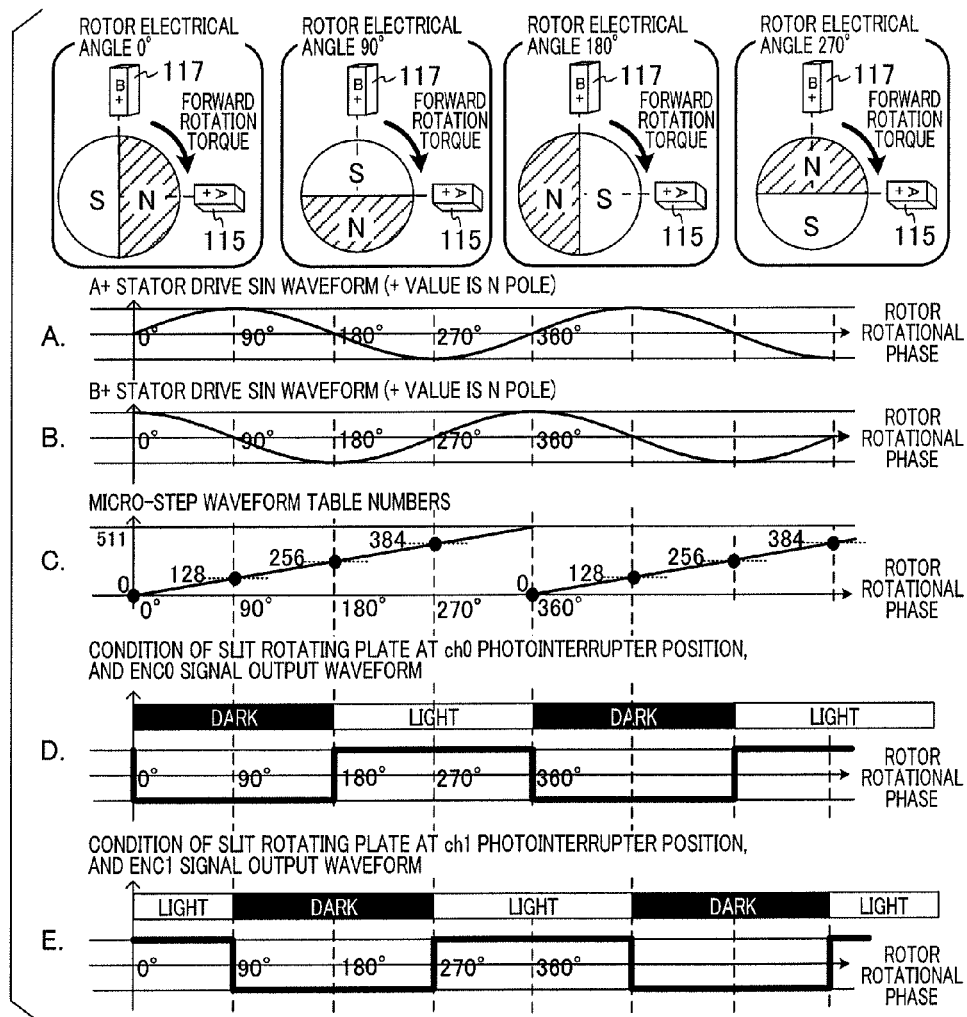 ROTOR ELECTRICAL
ANGLE 0°
B
+
117
FORWARD
ROTATION
TORQUE
S
N
+ A
115
ROTOR ELECTRICAL
ANGLE 90°
B
+
117
FORWARD
ROTATION
TORQUE
S
N
+ A
115
ROTOR ELECTRICAL
ANGLE 180°
B
+
117
FORWARD
ROTATION
TORQUE
N
S
+ A
115
ROTOR ELECTRICAL
ANGLE 270°
B
+
117
FORWARD
ROTATION
TORQUE
N
S
+ A
115
A+ STATOR DRIVE SIN WAVEFORM (+ VALUE IS N POLE)
A.
0° 90° 180° 270° 360°
ROTOR
ROTATIONAL
PHASE
B+ STATOR DRIVE SIN WAVEFORM (+ VALUE IS N POLE)
B.
0° 90° 180° 270° 360°
ROTOR
ROTATIONAL
PHASE
MICRO-STEP WAVEFORM TABLE NUMBERS
C.
511
0 128 256 384 0 128 256 384
0° 90° 180° 270° 360°
ROTOR
ROTATIONAL
PHASE
CONDITION OF SLIT ROTATING PLATE AT ch0 PHOTOINTERRUPTER POSITION,
AND ENC0 SIGNAL OUTPUT WAVEFORM
DARK LIGHT DARK LIGHT
D.
0° 90° 180° 270° 360°
ROTOR
ROTATIONAL
PHASE
CONDITION OF SLIT ROTATING PLATE AT ch1 PHOTOINTERRUPTER POSITION,
AND ENC1 SIGNAL OUTPUT WAVEFORM
LIGHT DARK LIGHT DARK LIGHT
E.
0° 90° 180° 270° 360°
ROTOR
ROTATIONAL
PHASE